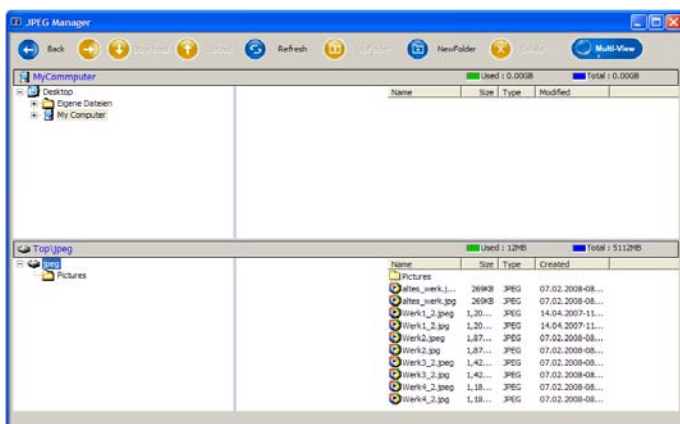 JPEG Manager
Back Download Upload Refresh UpFolder NewFolder Delete Multi-View
MyCommputer Used : 0.00GB Total : 0.00GB
Desktop Name Size Type Modified
Eigene Dateien
My Computer
Top\jpeg Used : 12MB Total : 5112MB
jpeg Name Size Type Created
Pictures Pictures
altes_werk.j... 269KB JPEG 07.02.2008-08...
altes_werk.jpg 269KB JPEG 07.02.2008-08...
Werk1_2.jpeg 1,20... JPEG 14.04.2007-11...
Werk1_2.jpg 1,20... JPEG 14.04.2007-11...
Werk2.jpeg 1,87... JPEG 07.02.2008-08...
Werk2.jpg 1,87... JPEG 07.02.2008-08...
Werk3_2.jpeg 1,42... JPEG 07.02.2008-08...
Werk3_2.jpg 1,42... JPEG 07.02.2008-08...
Werk4_2.jpeg 1,18... JPEG 07.02.2008-08...
Werk4_2.jpg 1,18... JPEG 07.02.2008-08...